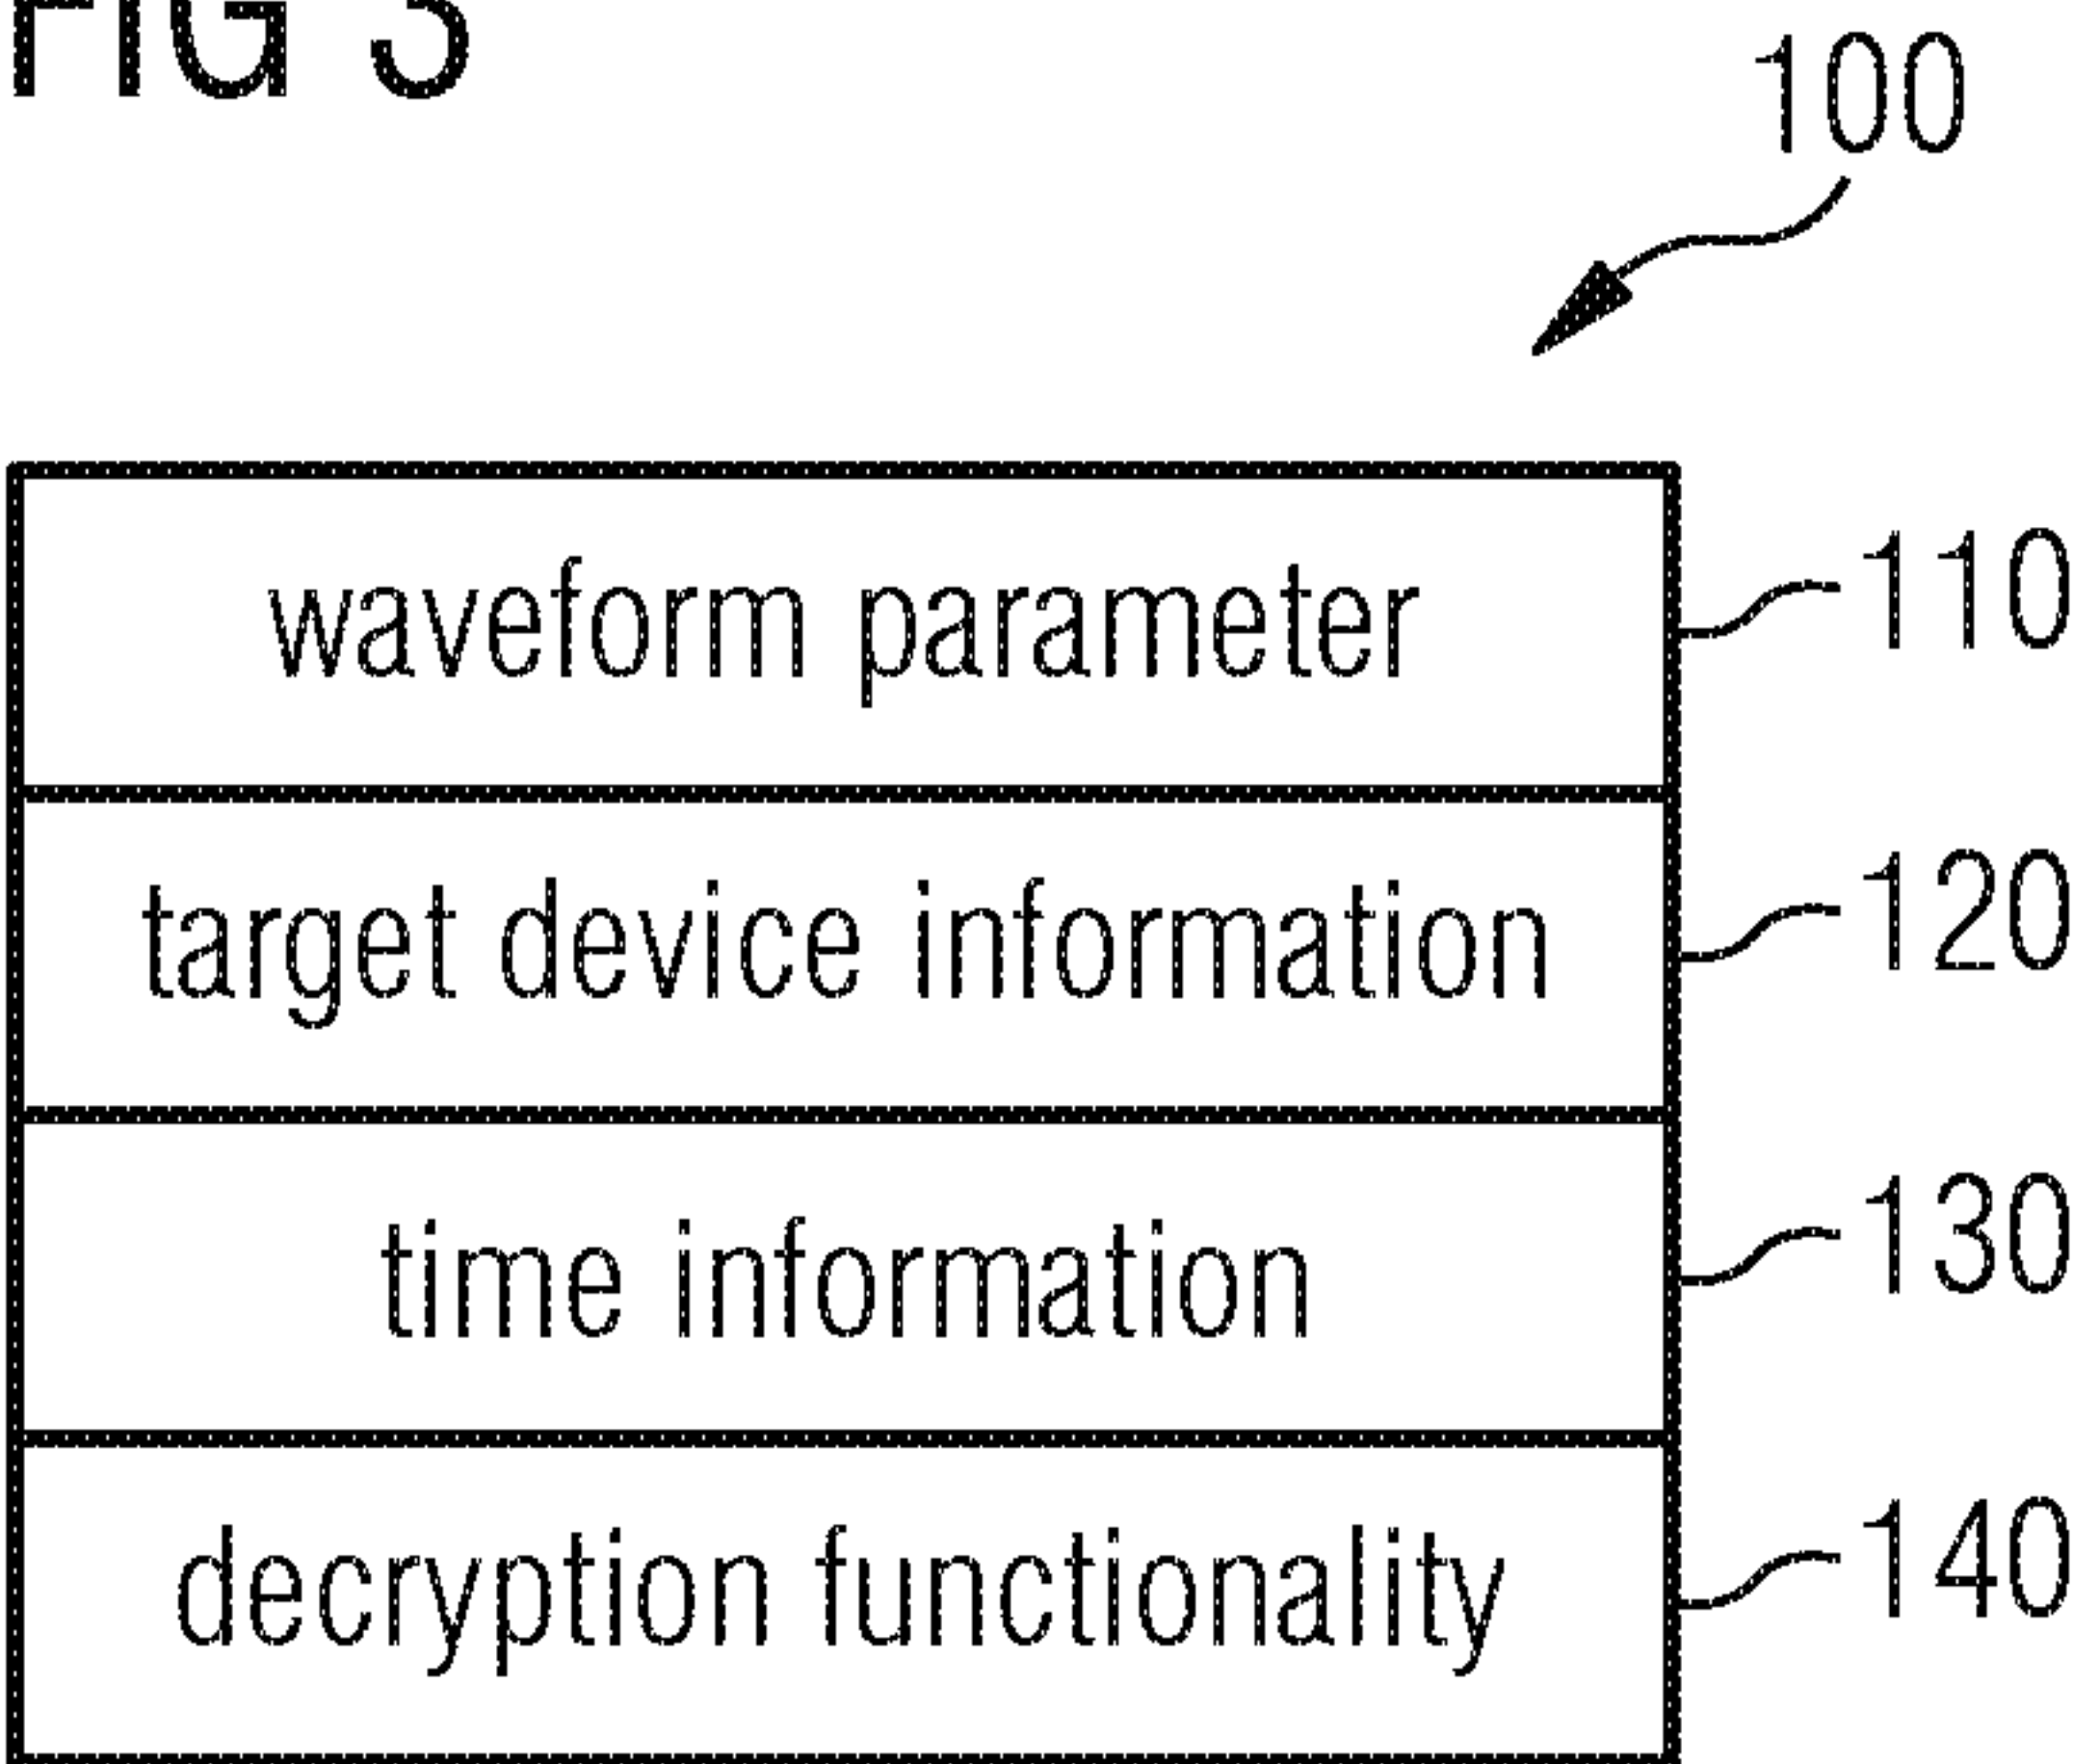 FIG 3
100
waveform parameter 110
target device information 120
time information 130
decryption functionality 140